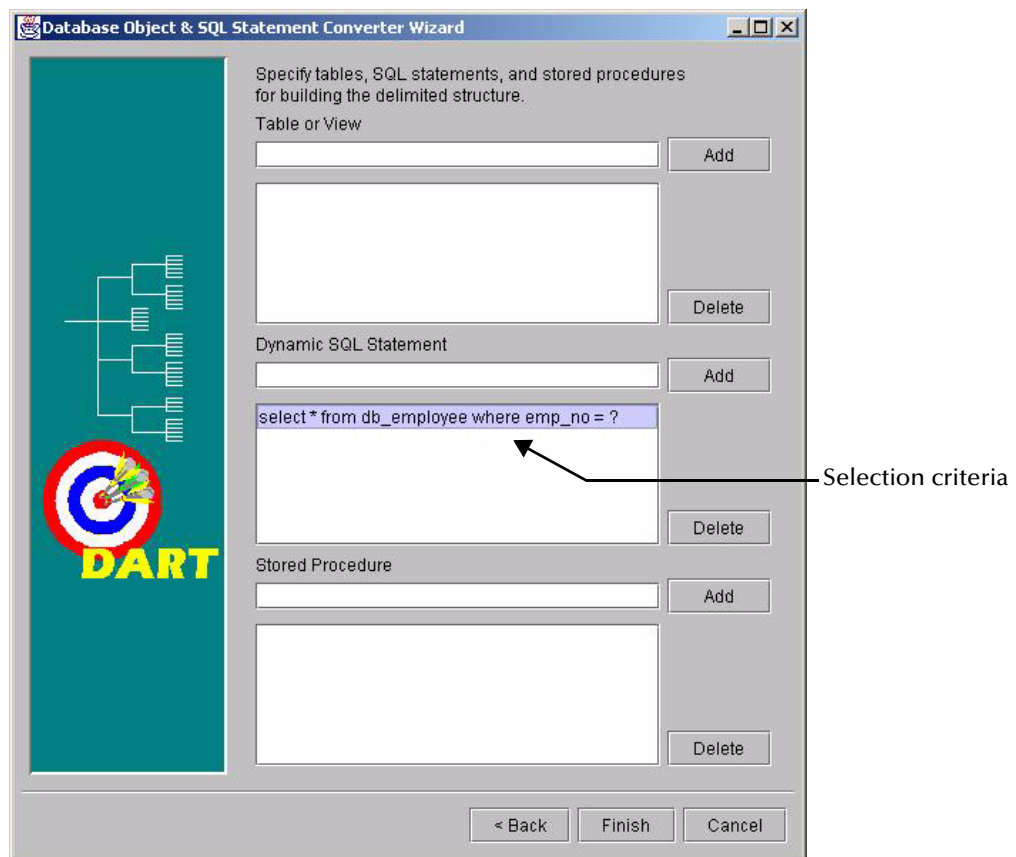 Database Object & SQL Statement Converter Wizard
Specify tables, SQL statements, and stored procedures
for building the delimited structure.
Table or View
Add
Delete
Dynamic SQL Statement
Add
select * from db_employee where emp_no = ?
Selection criteria
Delete
DART
Stored Procedure
Add
Delete
< Back
Finish
Cancel